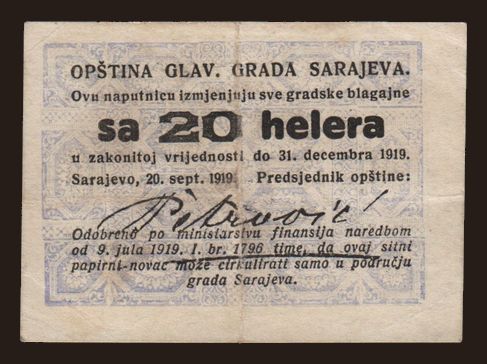 OPŠTINA GLAV. GRADA SARAJEVA.
Ovu naputnicu izmjenjuju sve gradske blagajne
sa 20 helera
u zakonitoj vrijednosti do 31. decembra 1919.
Sarajevo, 20. sept. 1919. Predsjednik opštine:
Petrović
Odobreno po ministarstvu finansija naredbom
od 9. jula 1919. I. br. 1796 time, da ovaj sitni
papirni-novac može cirkulirati samo u području
grada Sarajeva.